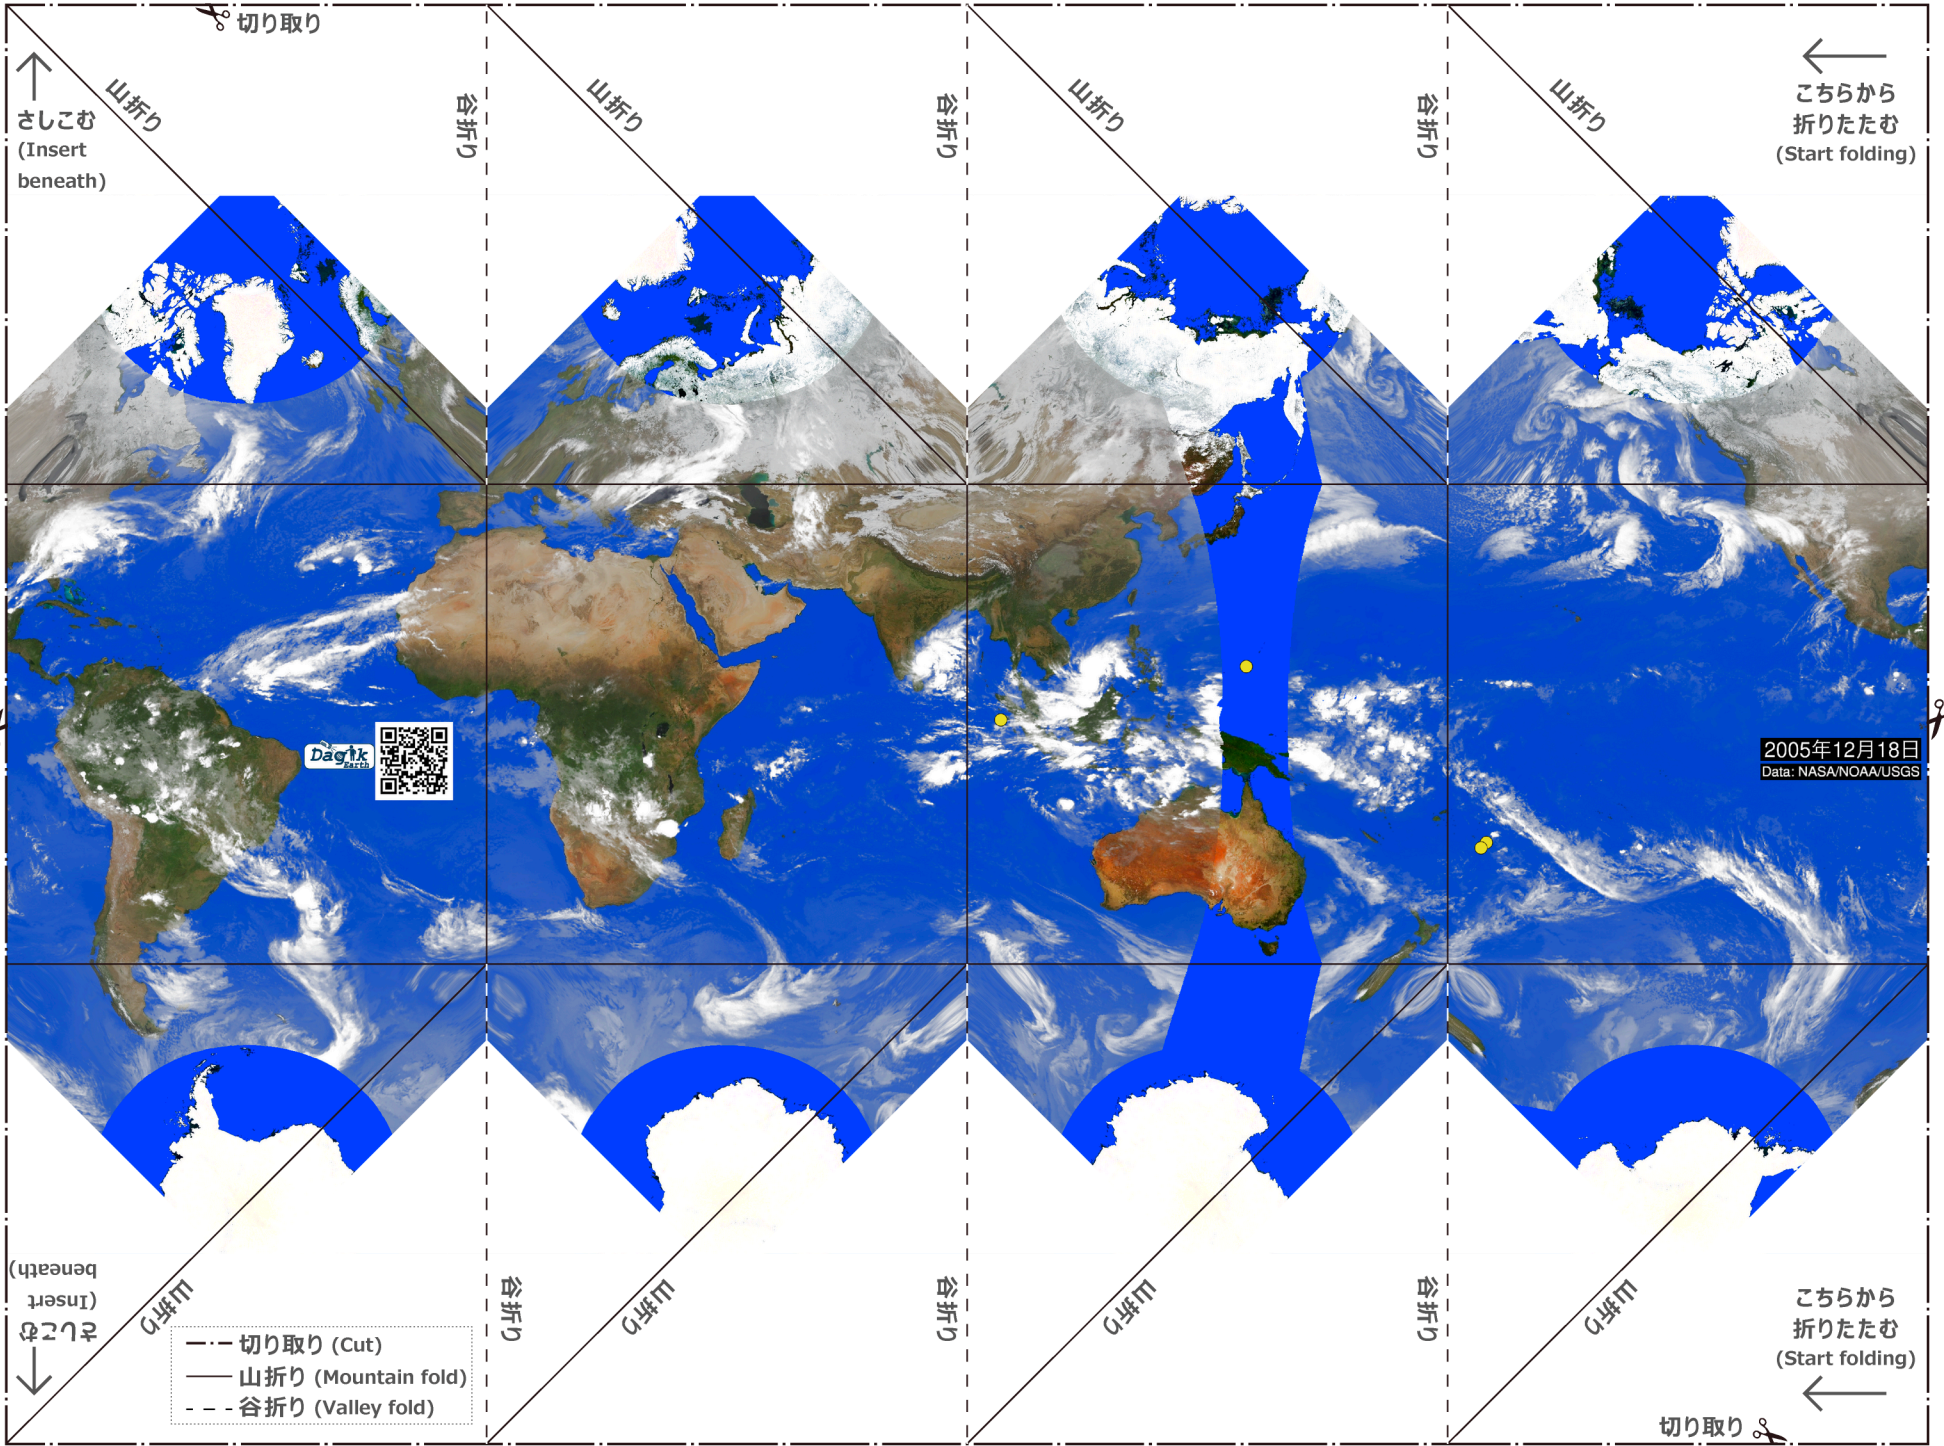 切り取り
山折り
谷折り
山折り
谷折り
山折り
谷折り
山折り
さしこむ
(Insert
beneath)
こちらから
折りたたむ
(Start folding)
Dagik
Earth
2005年12月18日
Data: NASA/NOAA/USGS
さしこむ
(Insert
beneath)
山折り
谷折り
山折り
谷折り
山折り
谷折り
山折り
こちらから
折りたたむ
(Start folding)
切り取り (Cut)
山折り (Mountain fold)
谷折り (Valley fold)
切り取り